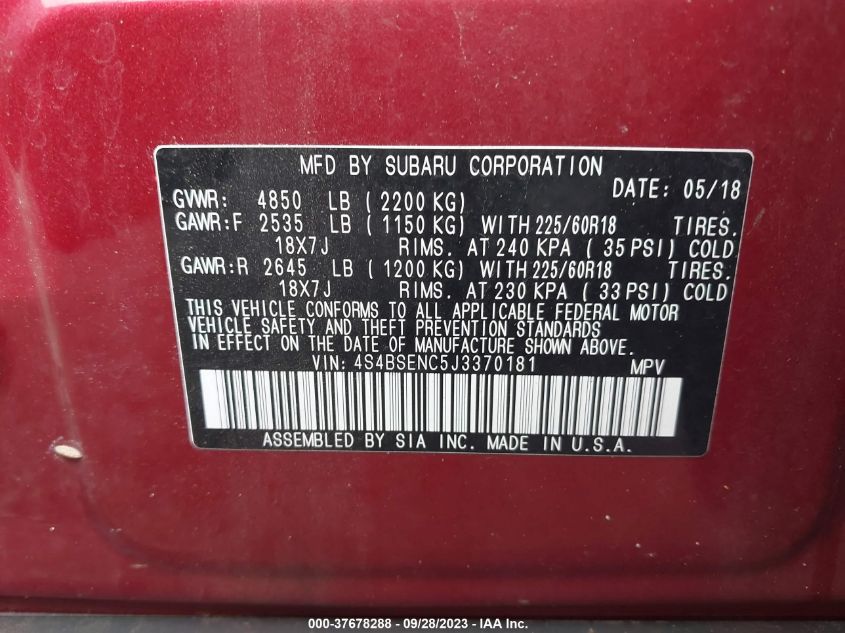 MFD BY SUBARU CORPORATION
DATE: 05/18
GVWR: 4850 LB (2200 KG)
GAWR:F 2535 LB (1150 KG) WITH 225/60R18 TIRES.
18X7J RIMS. AT 240 KPA (35 PSI) COLD
GAWR:R 2645 LB (1200 KG) WITH 225/60R18 TIRES.
18X7J RIMS. AT 230 KPA (33 PSI) COLD
THIS VEHICLE CONFORMS TO ALL APPLICABLE FEDERAL MOTOR
VEHICLE SAFETY AND THEFT PREVENTION STANDARDS
IN EFFECT ON THE DATE OF MANUFACTURE SHOWN ABOVE.
VIN: 4S4BSENC5J3370181 MPV
ASSEMBLED BY SIA INC. MADE IN U.S.A.
000-37678288 - 09/28/2023 - IAA Inc.